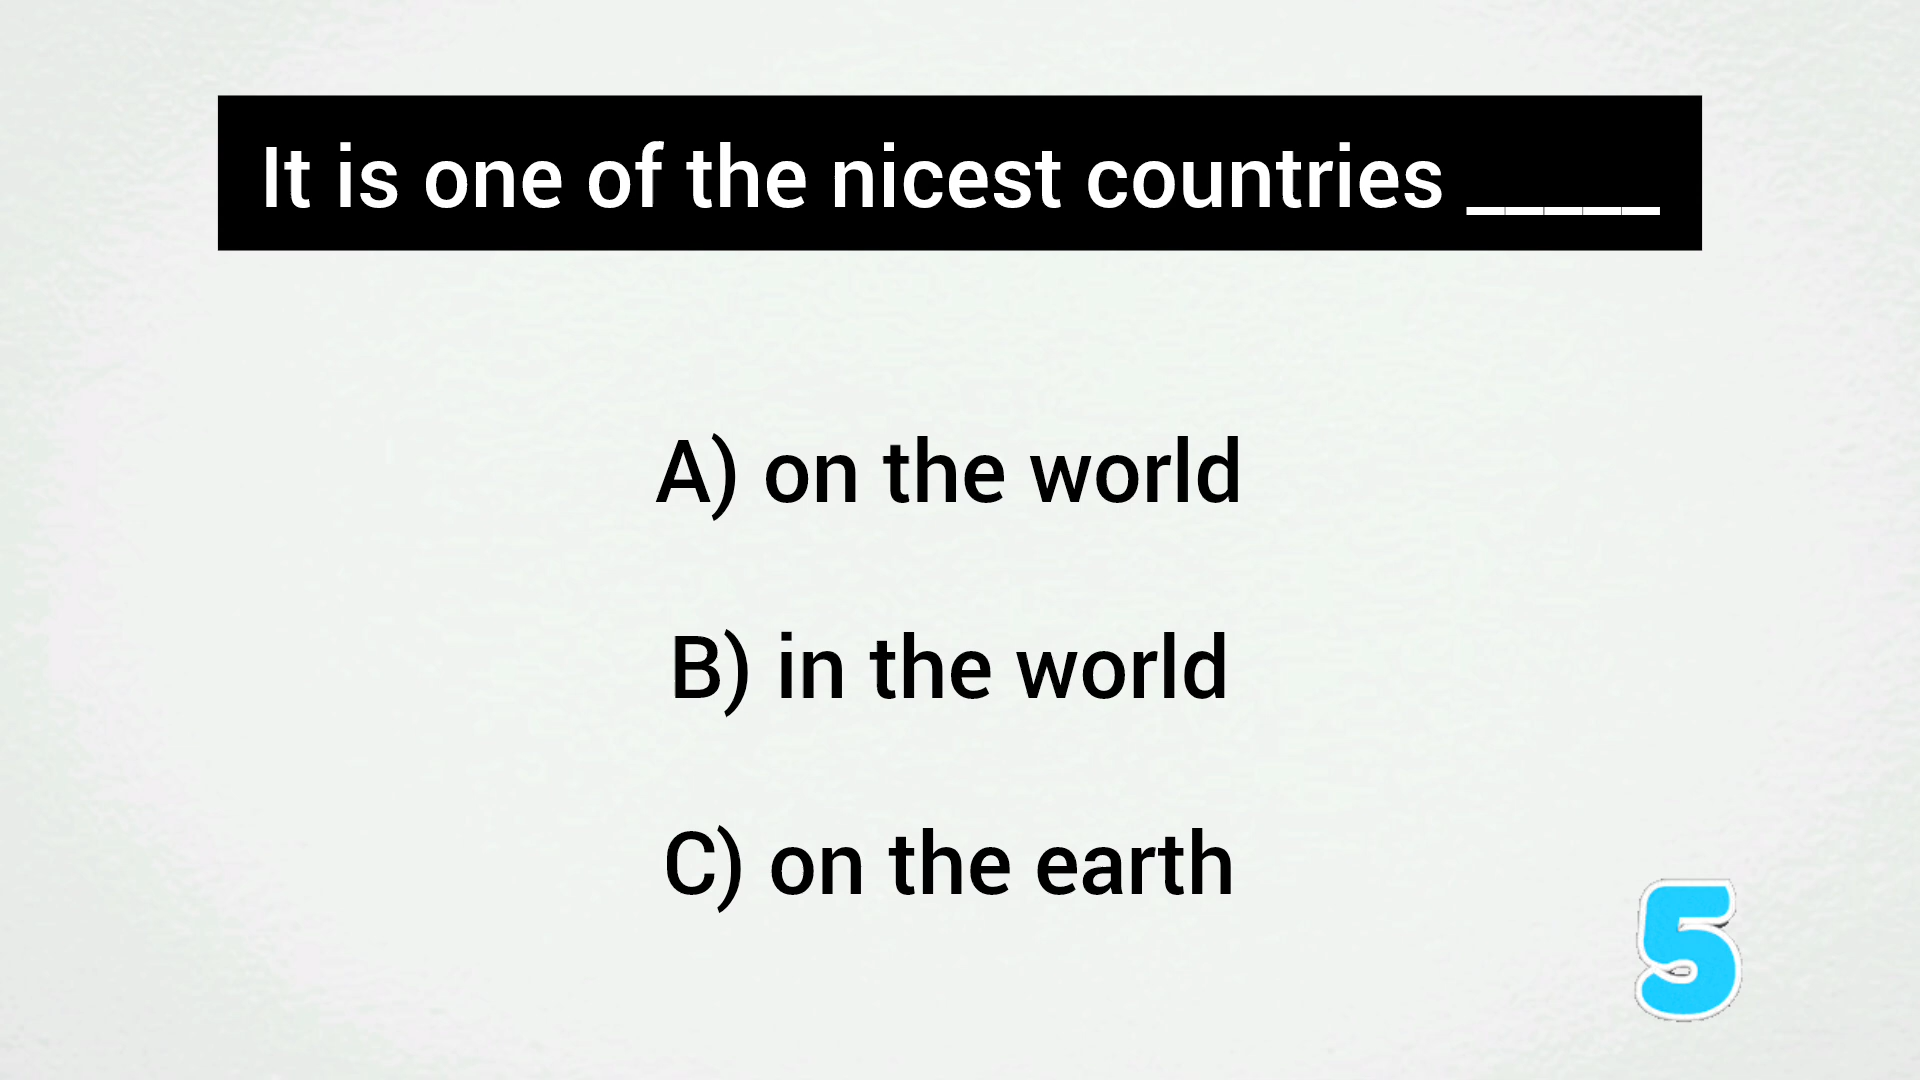 It is one of the nicest countries _____
A) on the world
B) in the world
C) on the earth
5